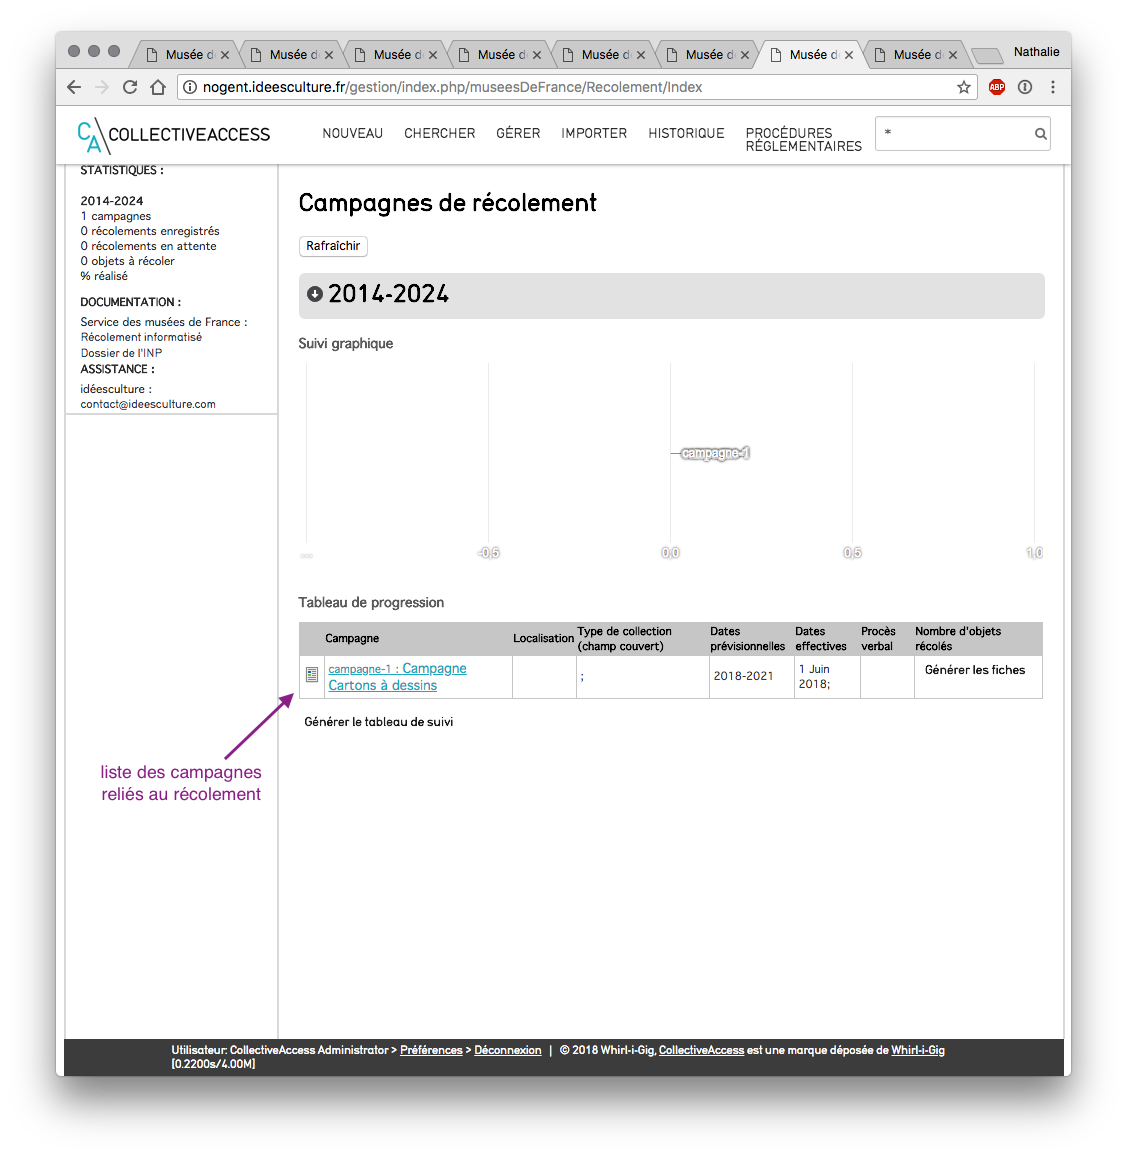 Musée d
Musée d
Musée d
Musée d
Musée d
Musée d
Musée d
Musée d
Nathalie
nogent.ideesculture.fr/gestion/index.php/museesDeFrance/Recolement/Index
ABP
CA COLLECTIVEACCESS
NOUVEAU
CHERCHER
GÉRER
IMPORTER
HISTORIQUE
PROCÉDURES
RÉGLEMENTAIRES
*
STATISTIQUES :
2014-2024
1 campagnes
0 récolements enregistrés
0 récolements en attente
0 objets à récoler
% réalisé
DOCUMENTATION :
Service des musées de France :
Récolement informatisé
Dossier de l'INP
ASSISTANCE :
idéesculture :
contact@ideesculture.com
Campagnes de récolement
Rafraîchir
2014-2024
Suivi graphique
campagne-1
... -0,5 0,0 0,5 1,0
Tableau de progression
Campagne
Localisation
Type de collection
(champ couvert)
Dates
prévisionnelles
Dates
effectives
Procès
verbal
Nombre d'objets
récolés
campagne-1 : Campagne
Cartons à dessins
;
2018-2021
1 Juin
2018;
Générer les fiches
Générer le tableau de suivi
liste des campagnes
reliés au récolement
Utilisateur: CollectiveAccess Administrator > Préférences > Déconnexion | © 2018 Whirl-i-Gig, CollectiveAccess est une marque déposée de Whirl-i-Gig
[0.2200s/4.00M]